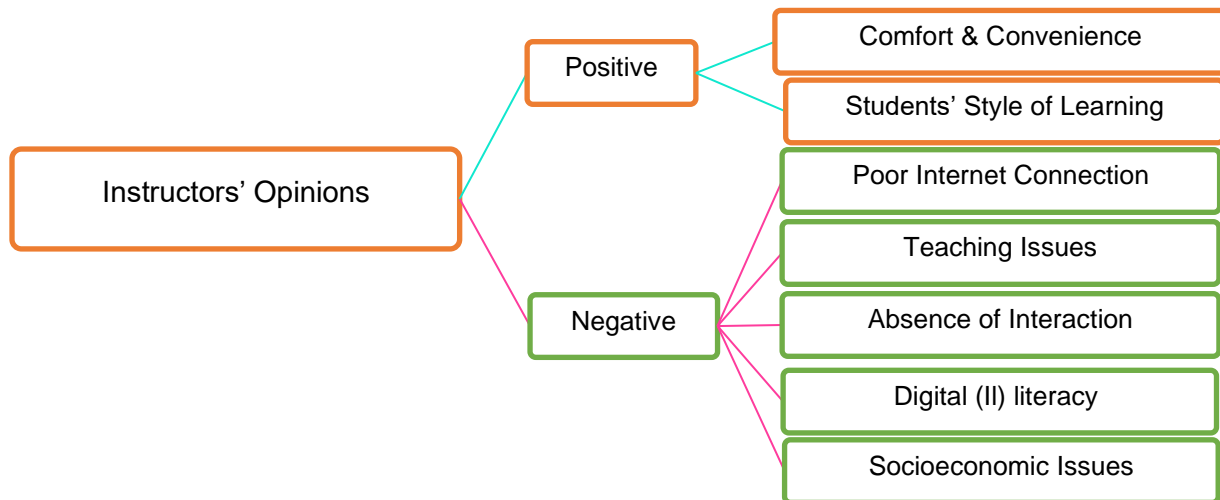 Comfort & Convenience
Positive
Students’ Style of Learning
Instructors’ Opinions
Poor Internet Connection
Teaching Issues
Negative
Absence of Interaction
Digital (Il) literacy
Socioeconomic Issues